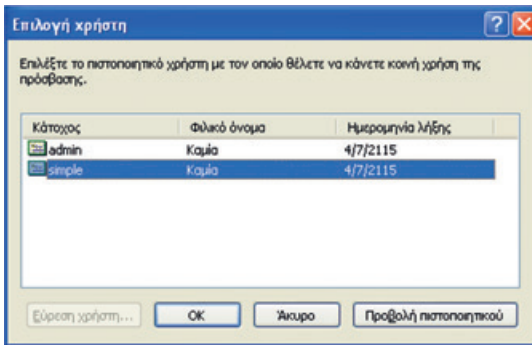 Επιλογή χρήστη
Επιλέξτε το πιστοποιητικό χρήστη με τον οποίο θέλετε να κάνετε κοινή χρήση της
πρόσβασης.
Κάτοχος Φιλικό όνομα Ημερομηνία λήξης
admin Καμία 4/7/2115
simple Καμία 4/7/2115
Εύρεση χρήστη... OK Άκυρο Προβολή πιστοποιητικού